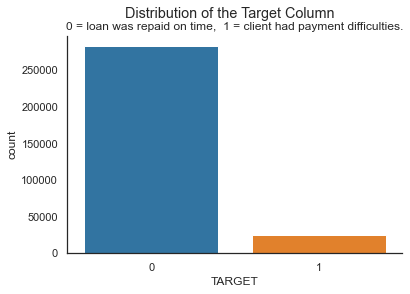 Distribution of the Target Column
0 = loan was repaid on time,  1 = client had payment difficulties.
250000
200000
150000
100000
50000
0
count
0 1
TARGET